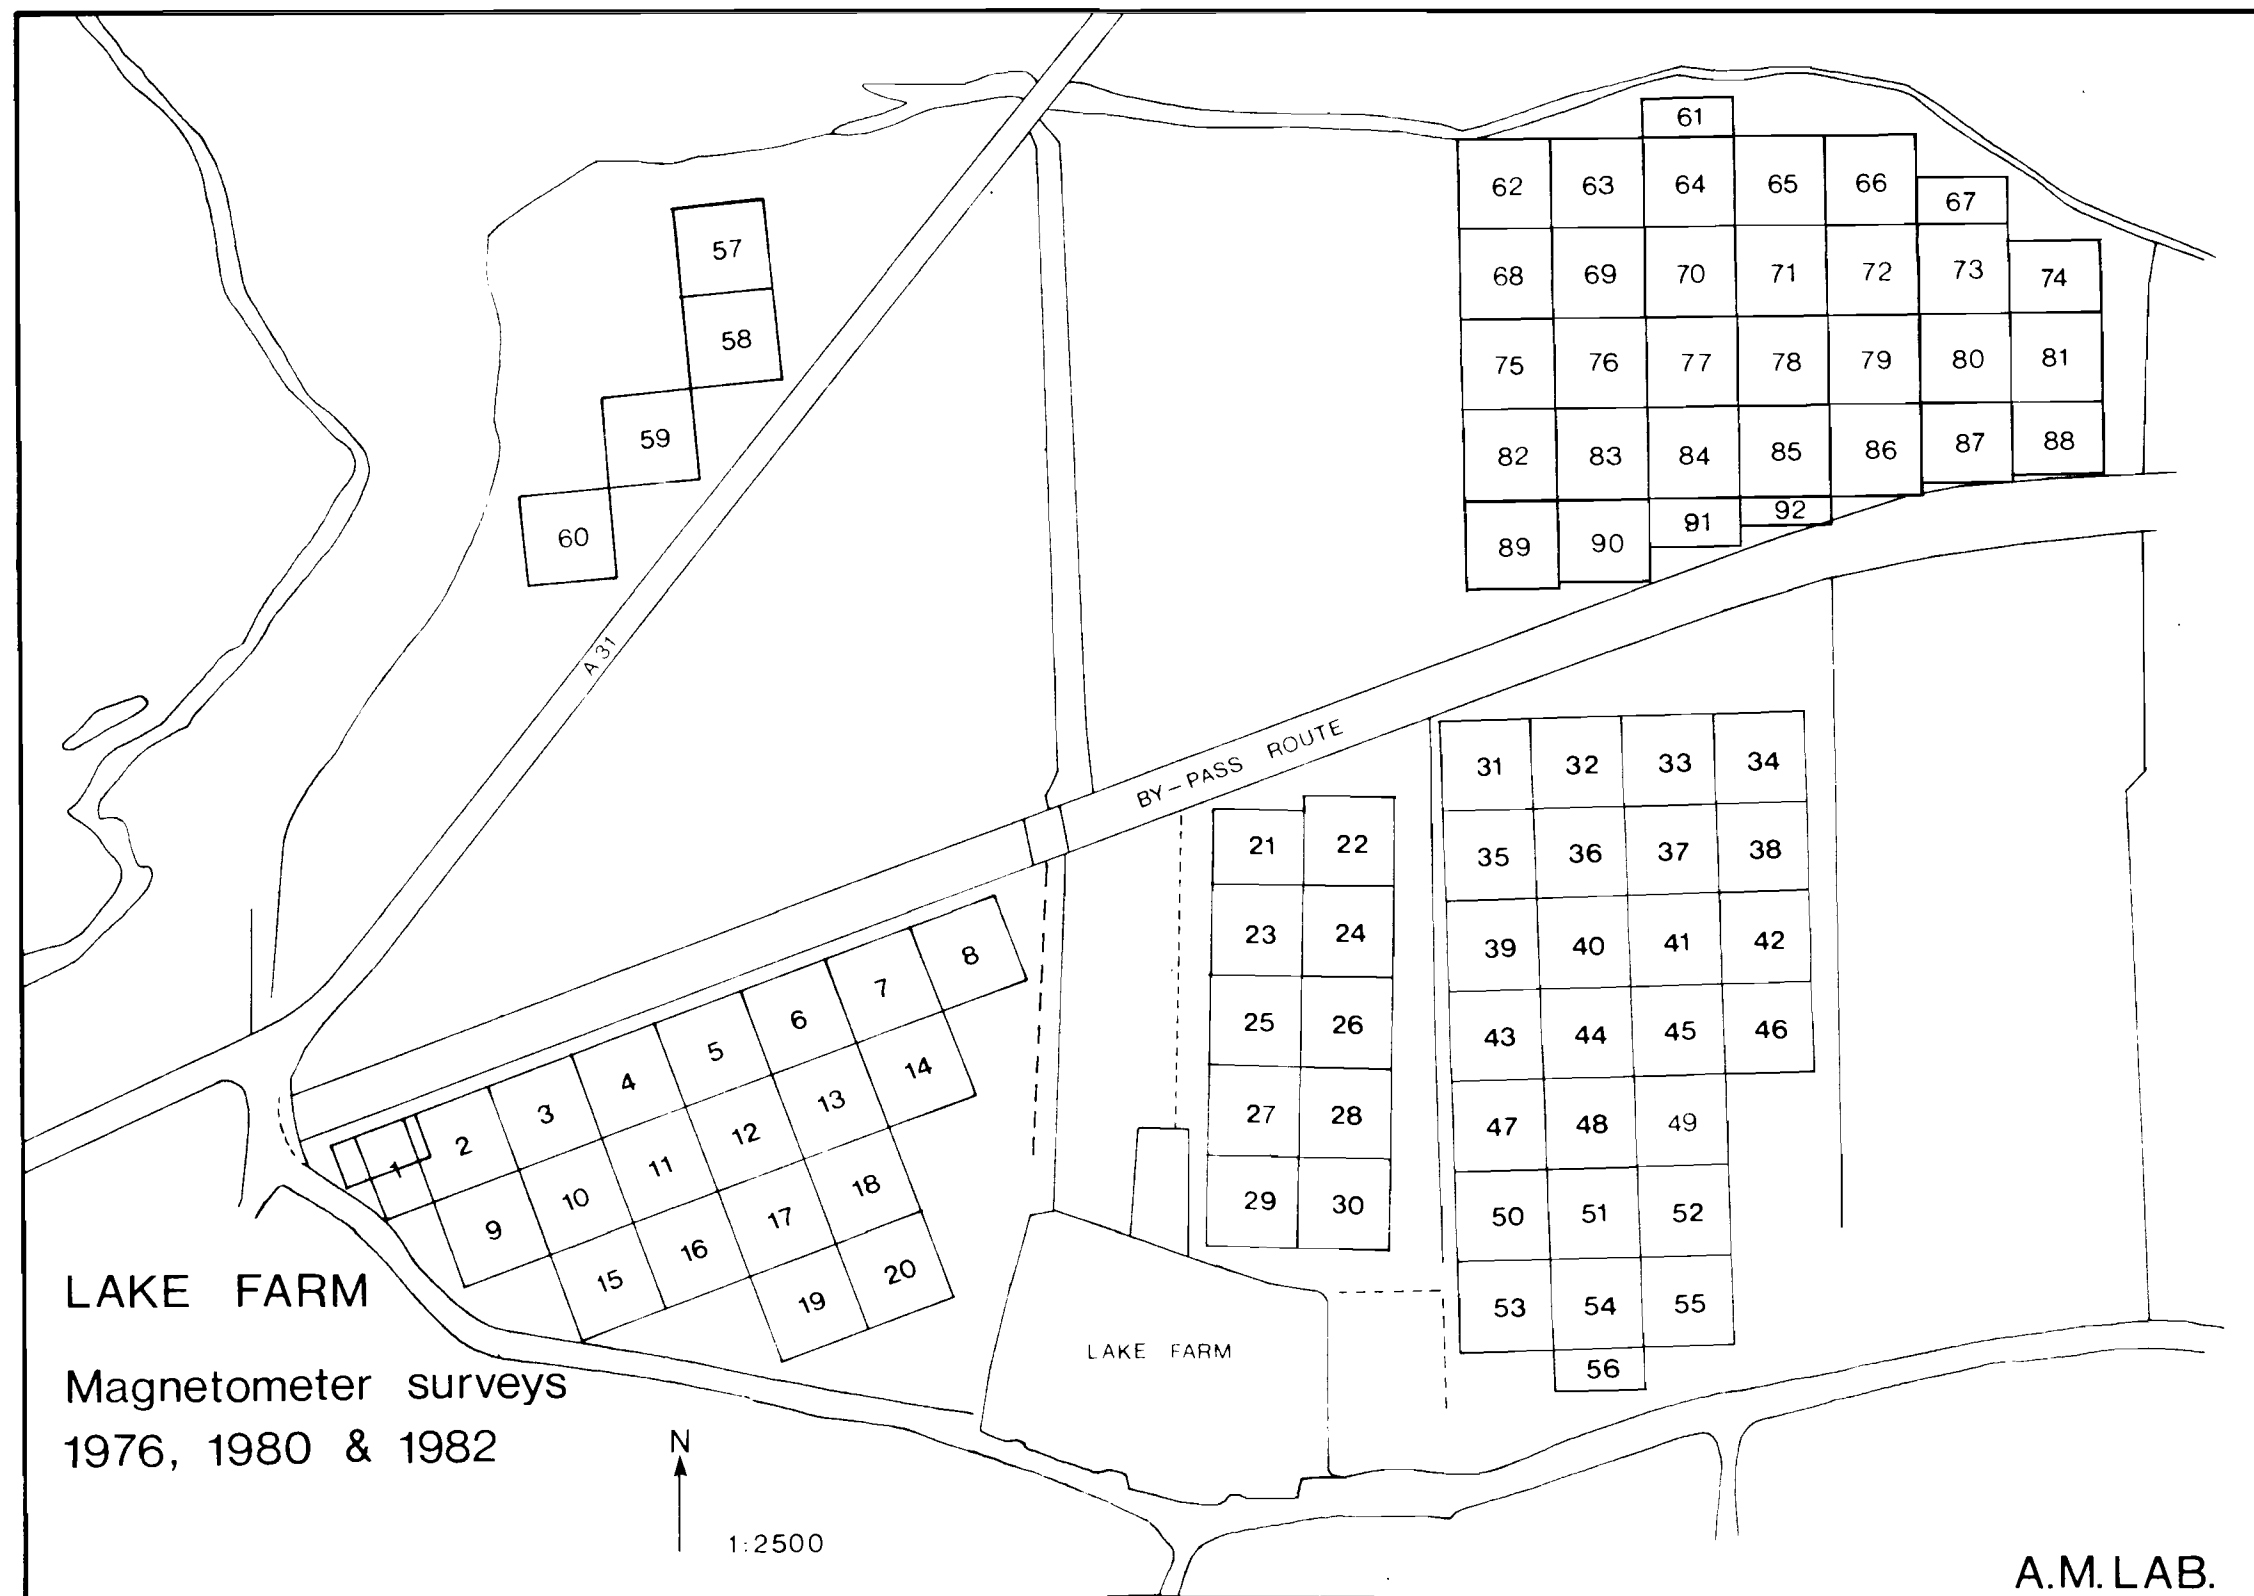 61
62 63 64 65 66
67
68 69 70 71 72 73 74
75 76 77 78 79 80 81
82 83 84 85 86 87 88
89 90 91 92
57
58
59
60
A 31
BY-PASS ROUTE
1 2 3 4 5 6 7 8
9 10 11 12 13 14
15 16 17 18
19 20
21 22
23 24
25 26
27 28
29 30
31 32 33 34
35 36 37 38
39 40 41 42
43 44 45 46
47 48 49
50 51 52
53 54 55
56
LAKE FARM
LAKE FARM
Magnetometer surveys
1976, 1980 & 1982
N
1:2500
A.M. LAB.